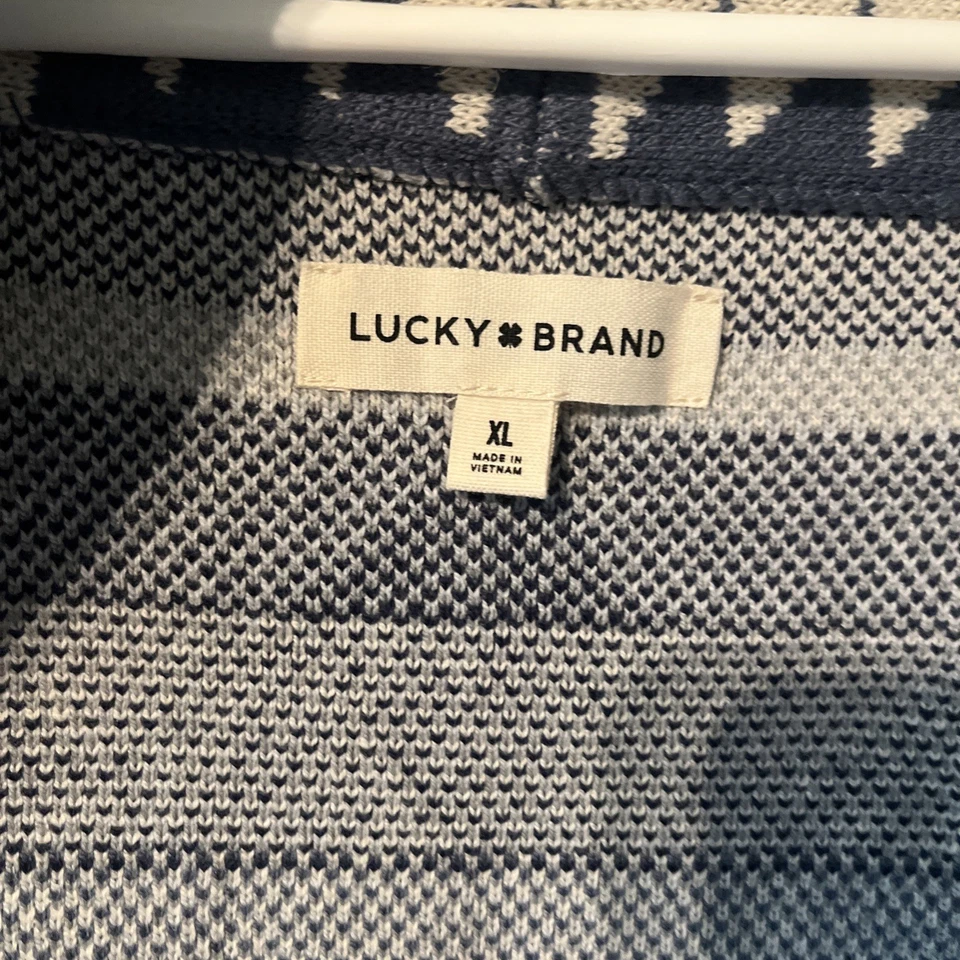 LUCKY BRAND
XL
MADE IN
VIETNAM